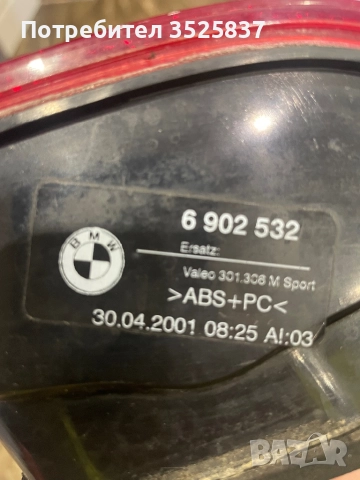 Потребител 3525837
BMW
6 902 532
Ersatz:
Valeo 301.306 M Sport
>ABS+PC<
30.04.2001 08:25 AI:03
BAZAR